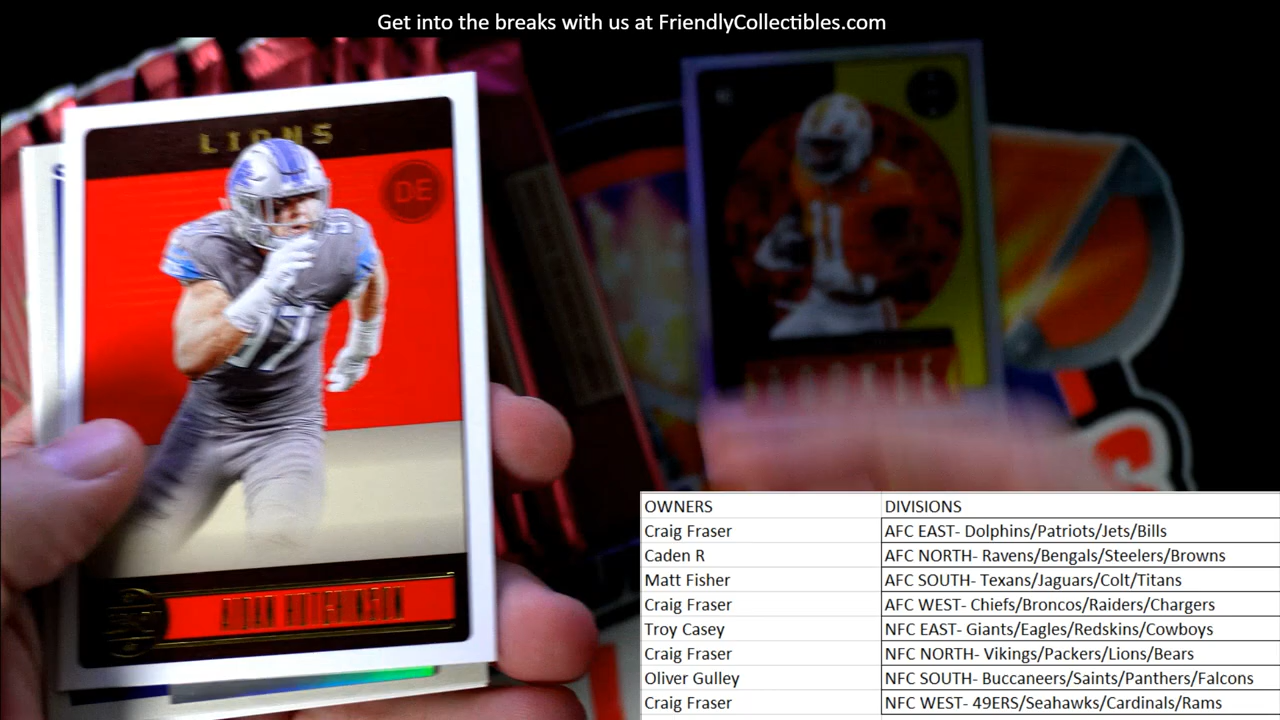 Get into the breaks with us at FriendlyCollectibles.com
LIONS
DE
97
AIDAN HUTCHINSON
11
OWNERS DIVISIONS
Craig Fraser AFC EAST- Dolphins/Patriots/Jets/Bills
Caden R AFC NORTH- Ravens/Bengals/Steelers/Browns
Matt Fisher AFC SOUTH- Texans/Jaguars/Colt/Titans
Craig Fraser AFC WEST- Chiefs/Broncos/Raiders/Chargers
Troy Casey NFC EAST- Giants/Eagles/Redskins/Cowboys
Craig Fraser NFC NORTH- Vikings/Packers/Lions/Bears
Oliver Gulley NFC SOUTH- Buccaneers/Saints/Panthers/Falcons
Craig Fraser NFC WEST- 49ERS/Seahawks/Cardinals/Rams